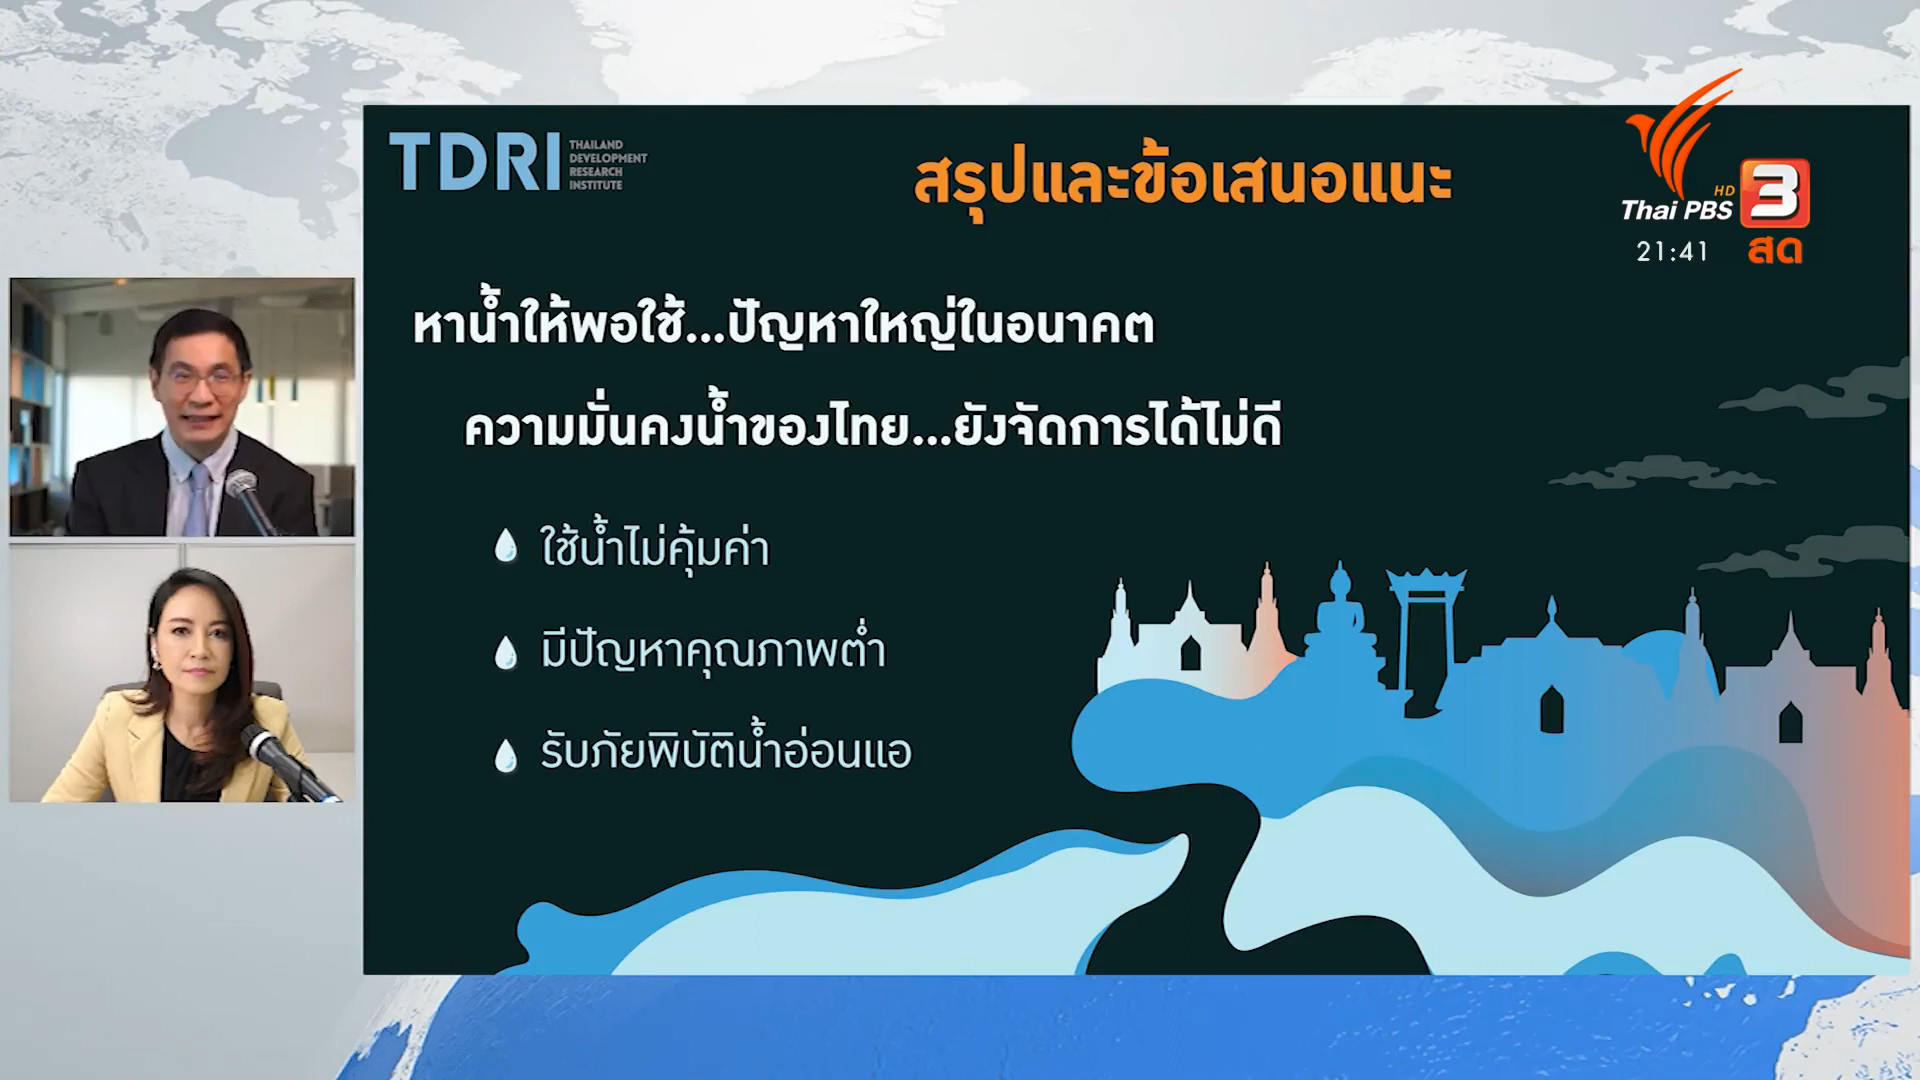 TDRI
THAILAND
DEVELOPMENT
RESEARCH
INSTITUTE
สรุปและข้อเสนอแนะ
HD
Thai PBS
3
21:41
สด
หาน้ำให้พอใช้...ปัญหาใหญ่ในอนาคต
ความมั่นคงน้ำของไทย...ยังจัดการได้ไม่ดี
ใช้น้ำไม่คุ้มค่า
มีปัญหาคุณภาพต่ำ
รับภัยพิบัติน้ำอ่อนแอ